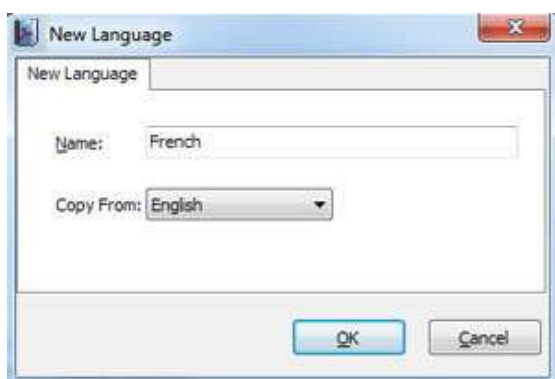 New Language
New Language
Name: French
Copy From: English
OK Cancel